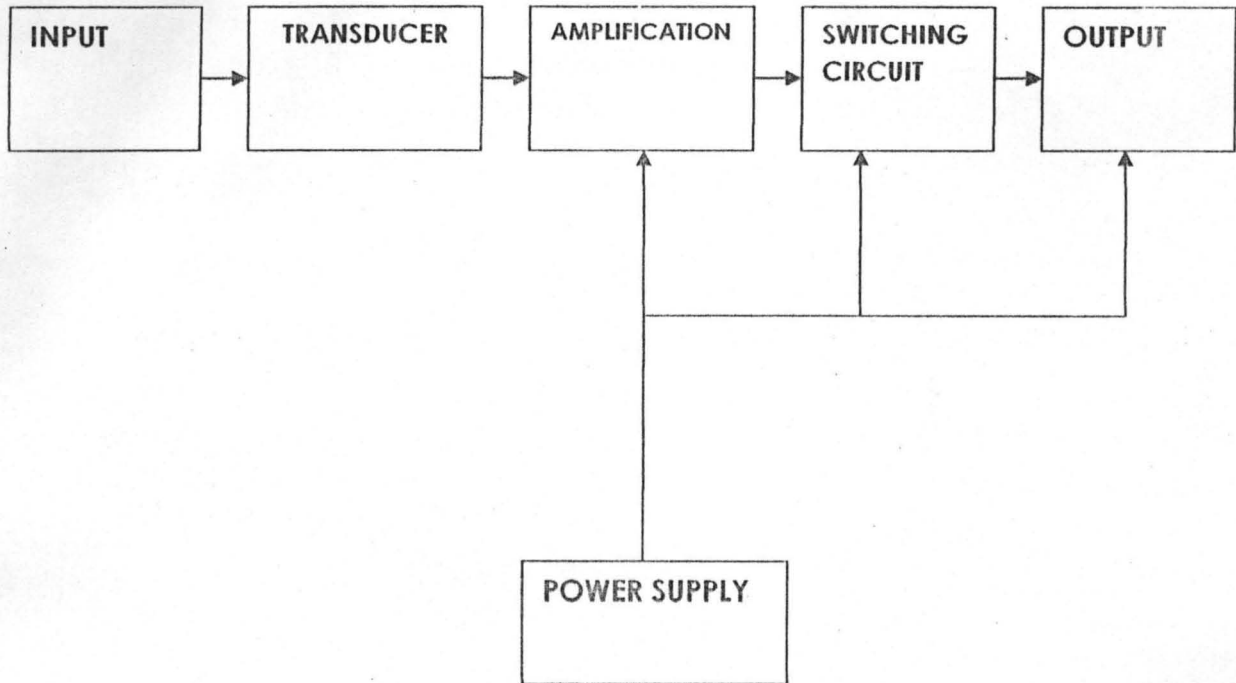 INPUT
TRANSDUCER
AMPLIFICATION
SWITCHING
CIRCUIT
OUTPUT
POWER SUPPLY